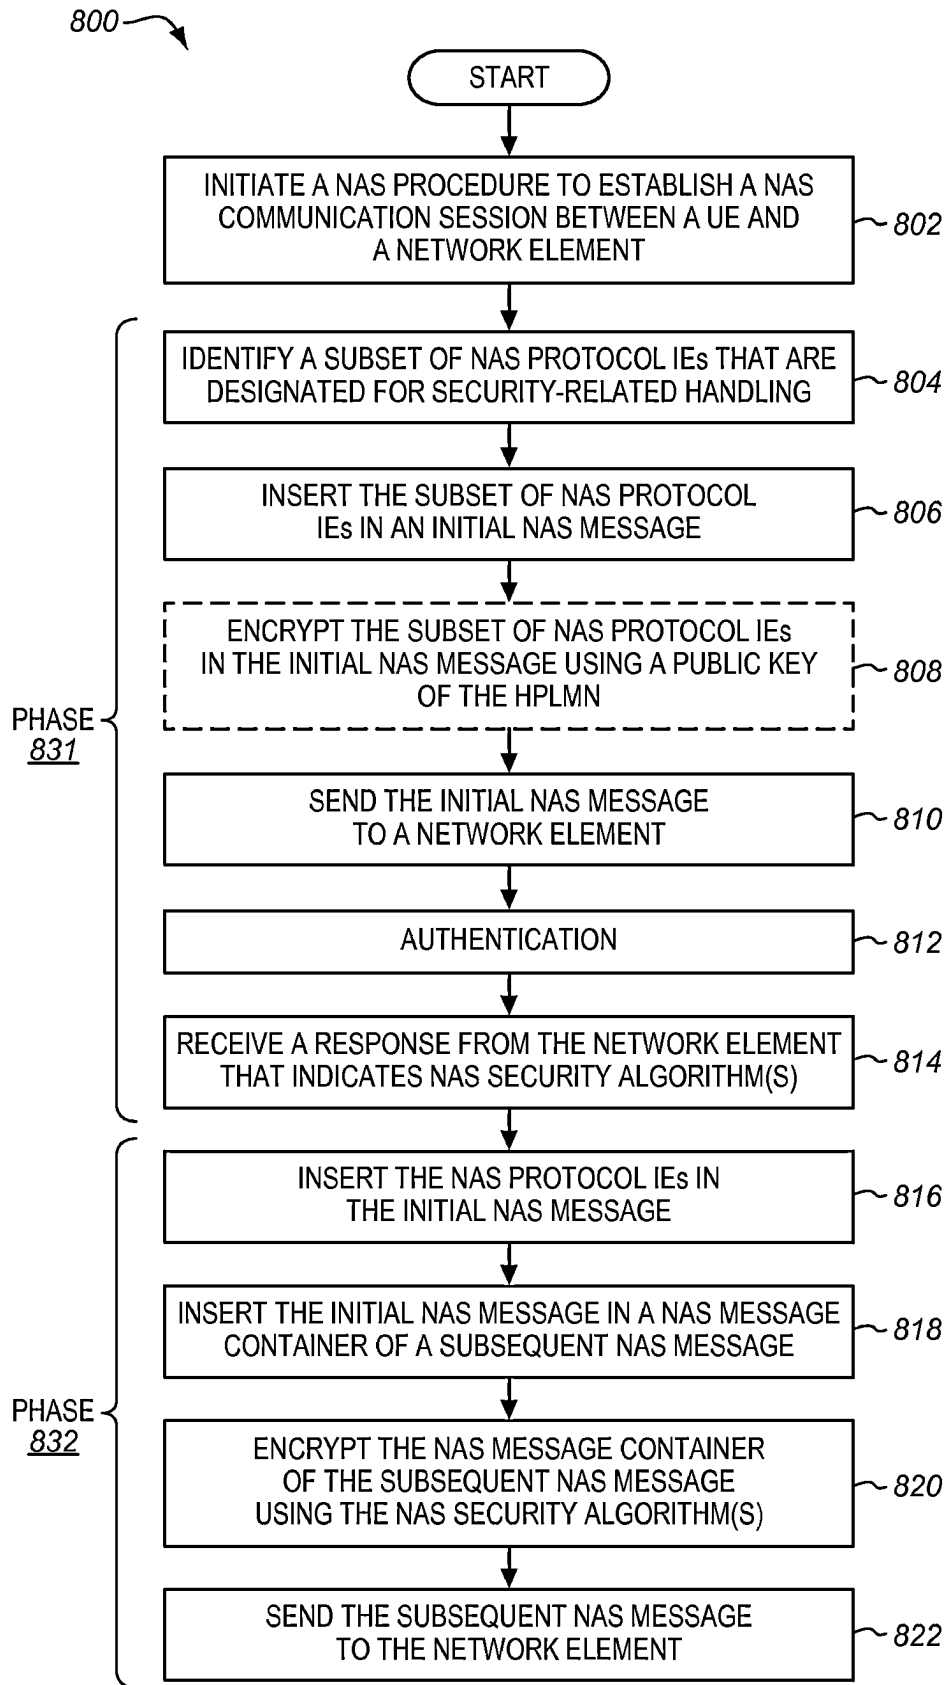 800
START
INITIATE A NAS PROCEDURE TO ESTABLISH A NAS
COMMUNICATION SESSION BETWEEN A UE AND
A NETWORK ELEMENT
802
IDENTIFY A SUBSET OF NAS PROTOCOL IEs THAT ARE
DESIGNATED FOR SECURITY-RELATED HANDLING
804
INSERT THE SUBSET OF NAS PROTOCOL
IEs IN AN INITIAL NAS MESSAGE
806
ENCRYPT THE SUBSET OF NAS PROTOCOL IEs
IN THE INITIAL NAS MESSAGE USING A PUBLIC KEY
OF THE HPLMN
808
PHASE
831
SEND THE INITIAL NAS MESSAGE
TO A NETWORK ELEMENT
810
AUTHENTICATION
812
RECEIVE A RESPONSE FROM THE NETWORK ELEMENT
THAT INDICATES NAS SECURITY ALGORITHM(S)
814
INSERT THE NAS PROTOCOL IEs IN
THE INITIAL NAS MESSAGE
816
INSERT THE INITIAL NAS MESSAGE IN A NAS MESSAGE
CONTAINER OF A SUBSEQUENT NAS MESSAGE
818
PHASE
832
ENCRYPT THE NAS MESSAGE CONTAINER
OF THE SUBSEQUENT NAS MESSAGE
USING THE NAS SECURITY ALGORITHM(S)
820
SEND THE SUBSEQUENT NAS MESSAGE
TO THE NETWORK ELEMENT
822